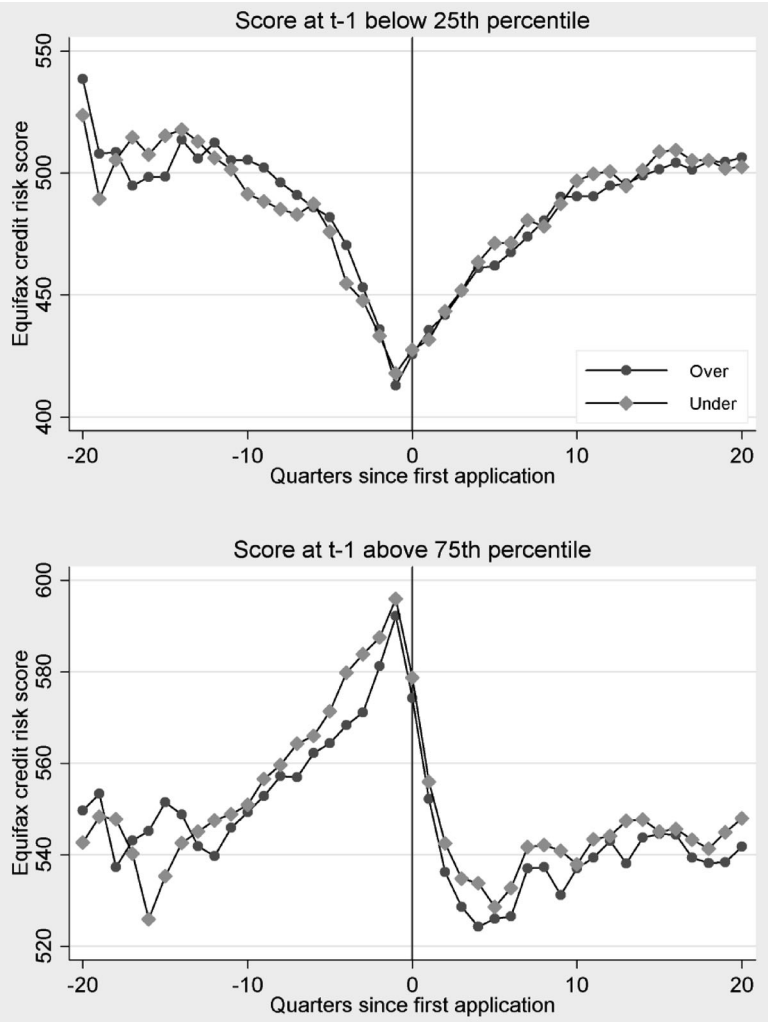 Score at t-1 below 25th percentile
Equifax credit risk score
550
500
450
400
Over
Under
-20 -10 0 10 20
Quarters since first application
Score at t-1 above 75th percentile
Equifax credit risk score
600
580
560
540
520
-20 -10 0 10 20
Quarters since first application